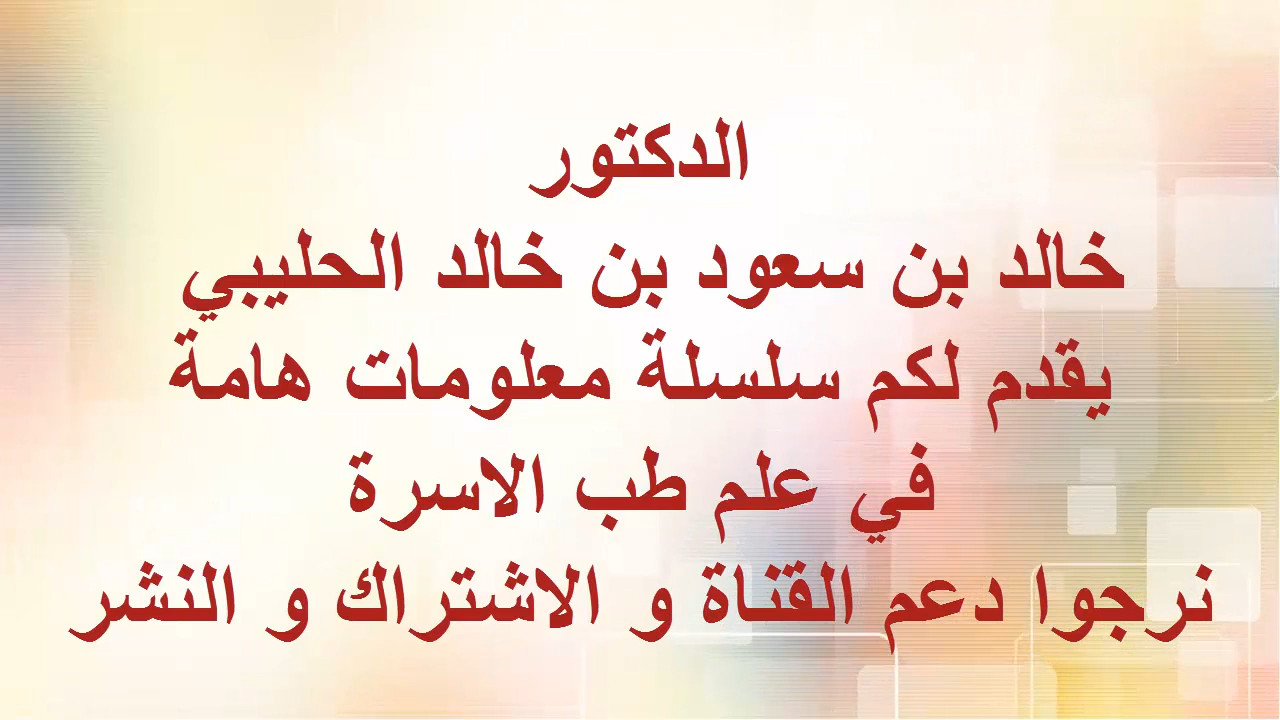 الدكتور
خالد بن سعود بن خالد الحليبي
يقدم لكم سلسلة معلومات هامة
في علم طب الاسرة
نرجوا دعم القناة و الاشتراك و النشر